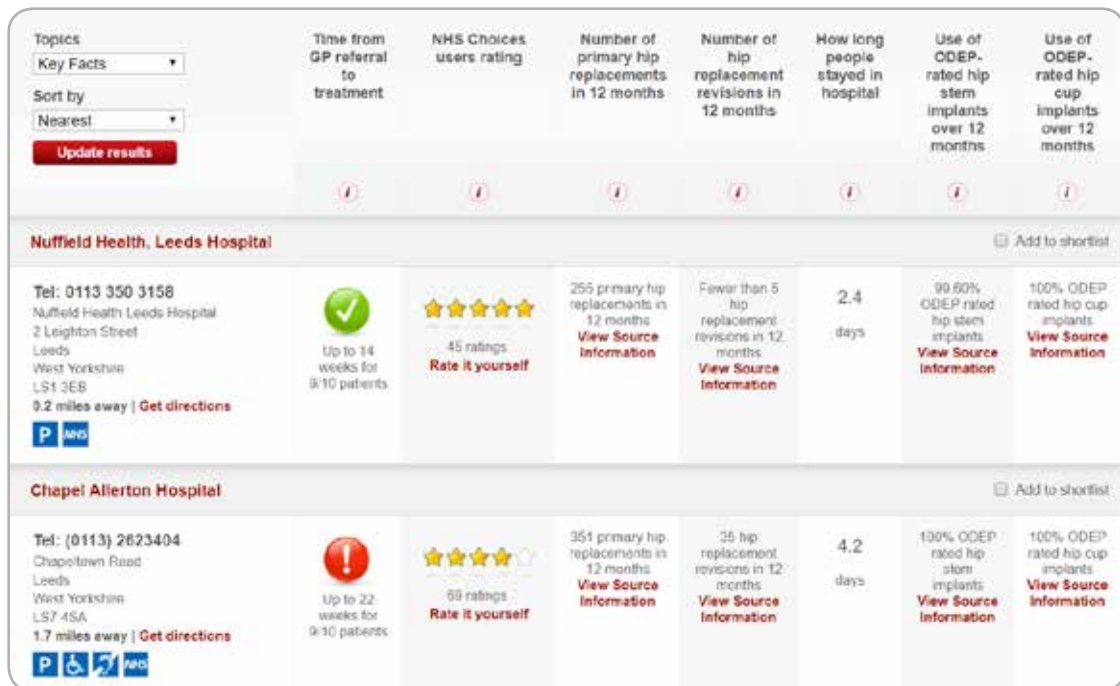 Topics
Key Facts
Sort by
Nearest
Update results
Time from
GP referral
to
treatment
NHS Choices
users rating
Number of
primary hip
replacements
in 12 months
Number of
hip
replacement
revisions in
12 months
How long
people
stayed in
hospital
Use of
ODEP-
rated hip
stem
implants
over 12
months
Use of
ODEP-
rated hip
cup
implants
over 12
months
i
i
i
i
i
i
i
Nuffield Health, Leeds Hospital
Add to shortlist
Tel: 0113 350 3158
Nuffield Health Leeds Hospital
2 Leighton Street
Leeds
West Yorkshire
LS1 3EB
0.2 miles away | Get directions
P NHS
Up to 14
weeks for
9/10 patients
45 ratings
Rate it yourself
255 primary hip
replacements in
12 months
View Source
Information
Fewer than 5
hip
replacement
revisions in 12
months
View Source
Information
2.4
days
99.60%
ODEP rated
hip stem
implants
View Source
Information
100% ODEP
rated hip cup
implants
View Source
Information
Chapel Allerton Hospital
Add to shortlist
Tel: (0113) 2623404
Chapeltown Road
Leeds
West Yorkshire
LS7 4SA
1.7 miles away | Get directions
P NHS
Up to 22
weeks for
9/10 patients
69 ratings
Rate it yourself
351 primary hip
replacements in
12 months
View Source
Information
35 hip
replacement
revisions in 12
months
View Source
Information
4.2
days
100% ODEP
rated hip
stem
implants
View Source
Information
100% ODEP
rated hip cup
implants
View Source
Information